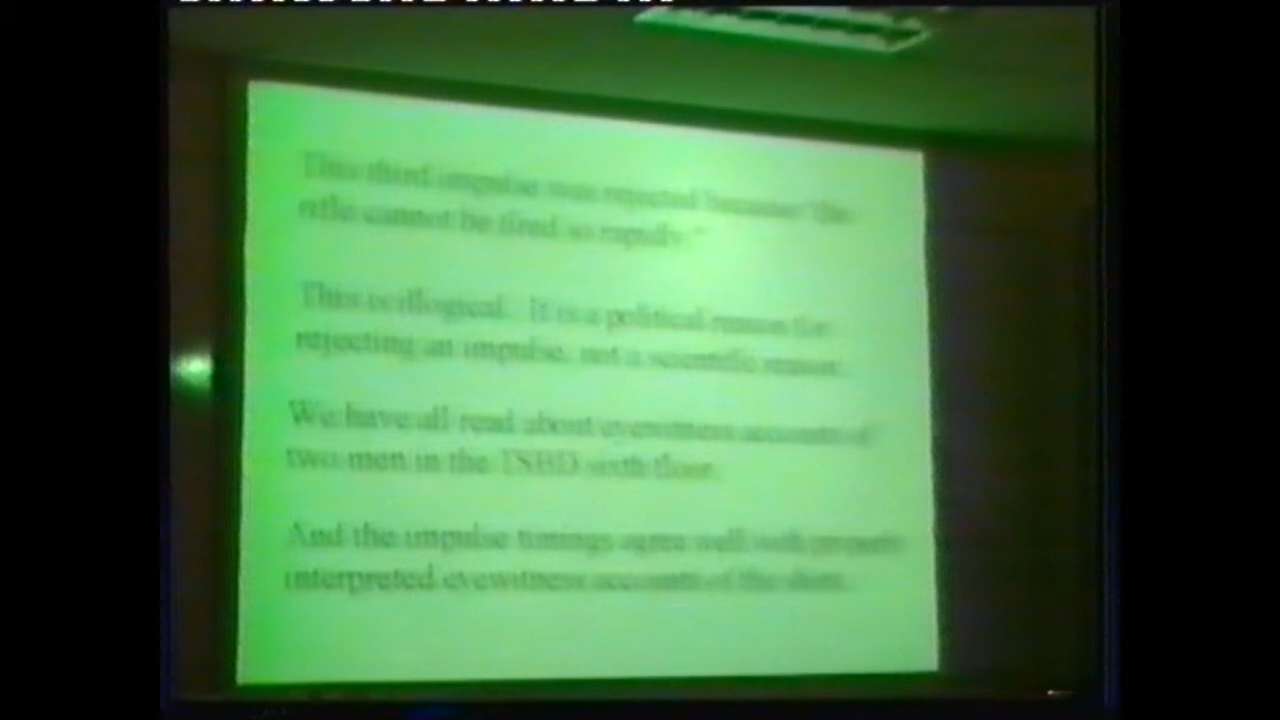 This third impulse was rejected because "the
rifle cannot be fired so rapidly."
This is illogical. It is a political reason for
rejecting an impulse, not a scientific reason.
We have all read about eyewitness accounts of
two men in the TSBD sixth floor.
And the impulse timings agree well with properly
interpreted eyewitness accounts of the shots.